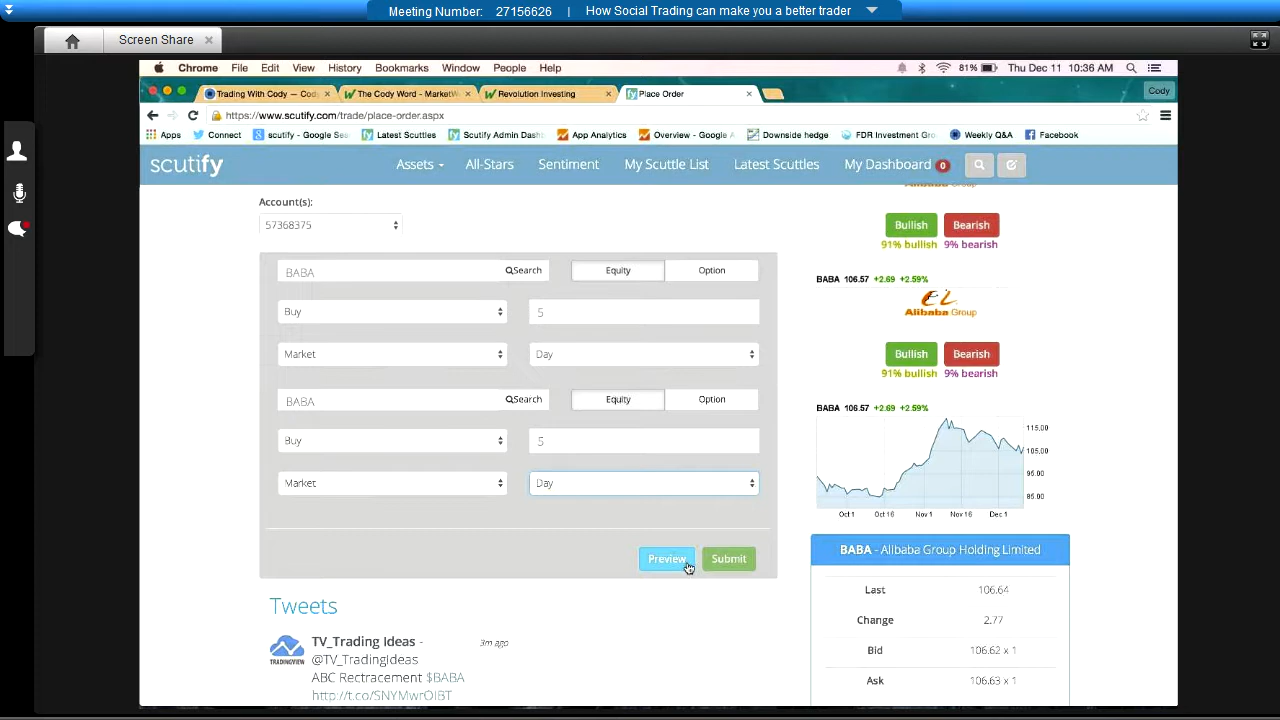 Meeting Number: 27156626 | How Social Trading can make you a better trader
Screen Share ×
Chrome File Edit View History Bookmarks Window People Help 81% Thu Dec 11 10:36 AM
Trading With Cody — Cod × The Cody Word - MarketW × Revolution Investing × Place Order × Cody
https://www.scutify.com/trade/place-order.aspx
Apps Connect scutify - Google Sea Latest Scuttles Scutify Admin Dash App Analytics Overview - Google A Downside hedge FDR Investment Gro Weekly Q&A Facebook
scutify Assets All-Stars Sentiment My Scuttle List Latest Scuttles My Dashboard 0
Alibaba Group
Account(s):
57368375
Bullish Bearish
91% bullish 9% bearish
BABA Search Equity Option
BABA 106.57 +2.69 +2.59%
Alibaba Group
Buy 5
Market Day
Bullish Bearish
91% bullish 9% bearish
BABA Search Equity Option
BABA 106.57 +2.69 +2.59%
Buy 5
Market Day
115.00
105.00
95.00
85.00
Oct 1 Oct 16 Nov 1 Nov 16 Dec 1
Preview Submit
BABA - Alibaba Group Holding Limited
Last 106.64
Change 2.77
Bid 106.62 x 1
Ask 106.63 x 1
Tweets
TV_Trading Ideas - 3m ago
@TV_TradingIdeas
ABC Rectracement $BABA
http://t.co/SNYMwrOIBT
TRADINGVIEW